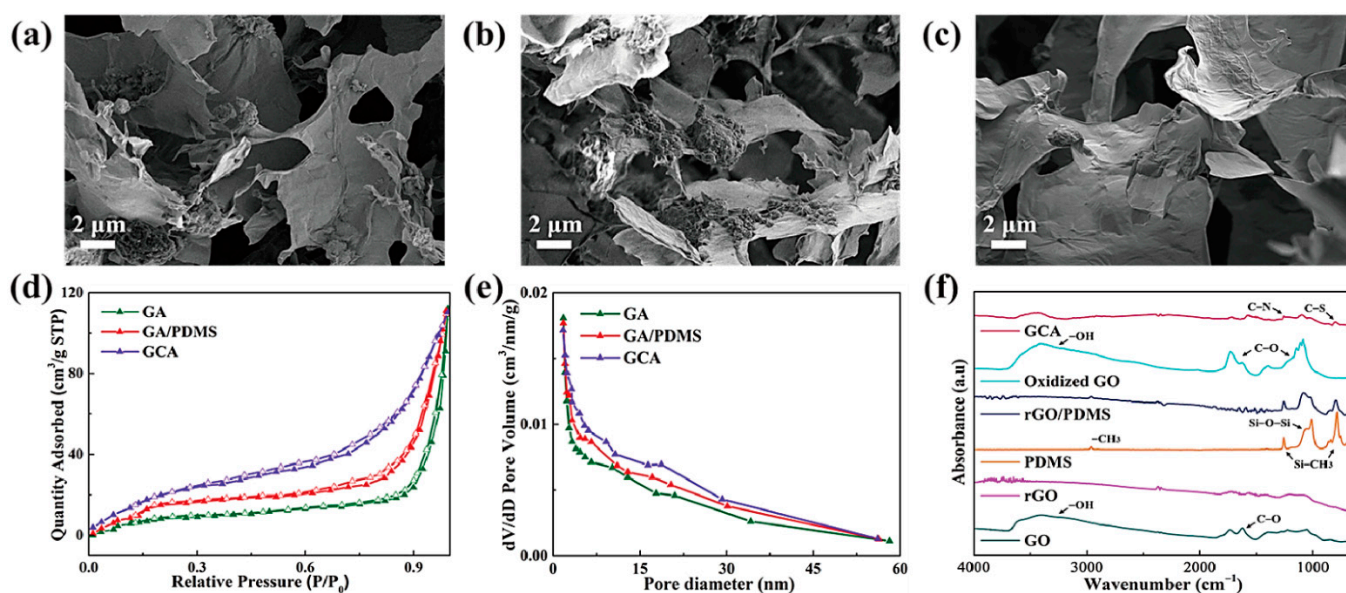 (a)
2 μm
(b)
2 μm
(c)
2 μm
(d)
120
80
40
0
Quantity Adsorbed (cm³/g STP)
GA
GA/PDMS
GCA
0.0
0.3
0.6
0.9
Relative Pressure (P/P₀)
(e)
0.02
0.01
0.00
dV/dD Pore Volume (cm³/nm/g)
GA
GA/PDMS
GCA
0
15
30
45
60
Pore diameter (nm)
(f)
Absorbance (a.u)
C−N
C−S
GCA
−OH
C−O
Oxidized GO
rGO/PDMS
Si−O−Si
−CH₃
PDMS
Si−CH₃
rGO
−OH
C−O
GO
4000
3000
2000
1000
Wavenumber (cm⁻¹)